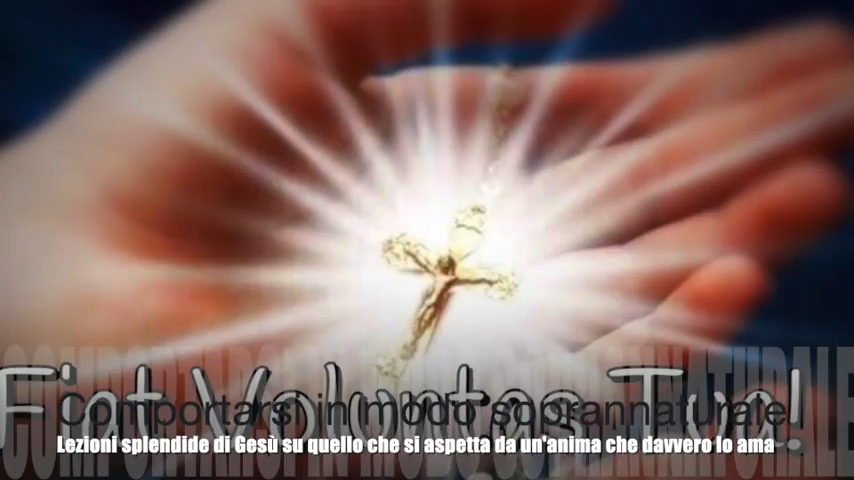 COMPORTARSI IN MODO SOPRANNATURALE
Fiat Voluntas Tua!
Comportarsi in modo soprannaturale
Lezioni splendide di Gesù su quello che si aspetta da un'anima che davvero lo ama